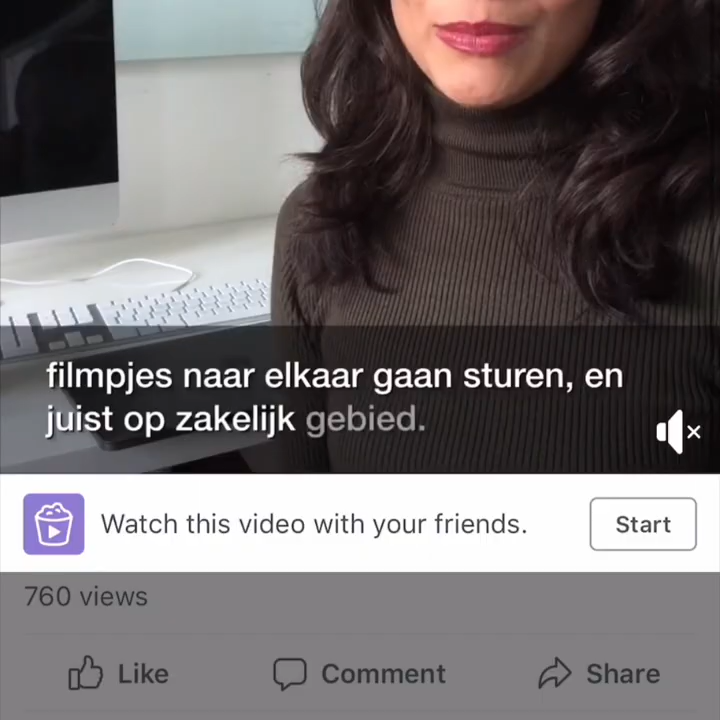 filmpjes naar elkaar gaan sturen, en
juist op zakelijk gebied.
Watch this video with your friends.
Start
760 views
Like
Comment
Share